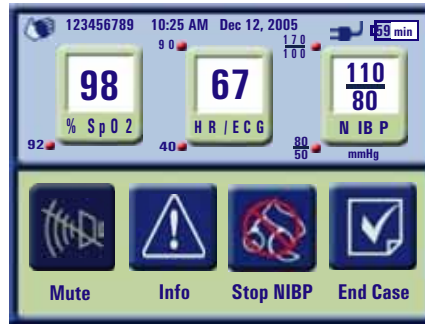 123456789 10:25 AM Dec 12, 2005 59 min
90 170
100
98 67 110
80
% SpO2 HR/ECG NIBP
92 40 80
50 mmHg
Mute Info Stop NIBP End Case